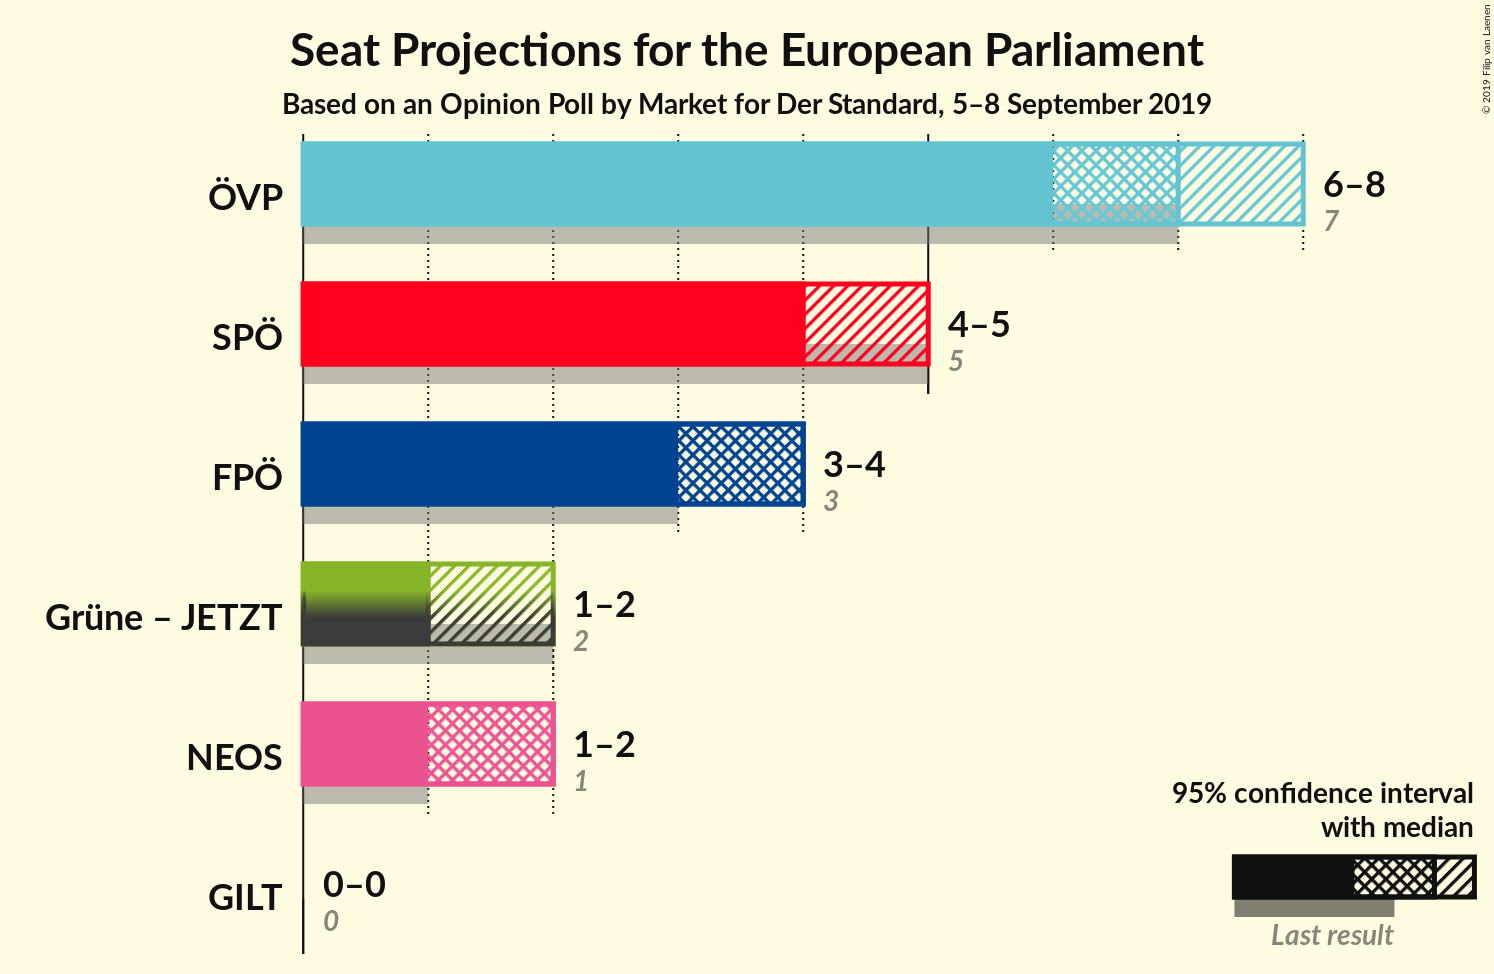 Seat Projections for the European Parliament
Based on an Opinion Poll by Market for Der Standard, 5–8 September 2019
© 2019 Filip van Laenen
ÖVP
6–8
7
SPÖ
4–5
5
FPÖ
3–4
3
Grüne – JETZT
1–2
2
NEOS
1–2
1
GILT
0–0
0
95% confidence interval
with median
Last result